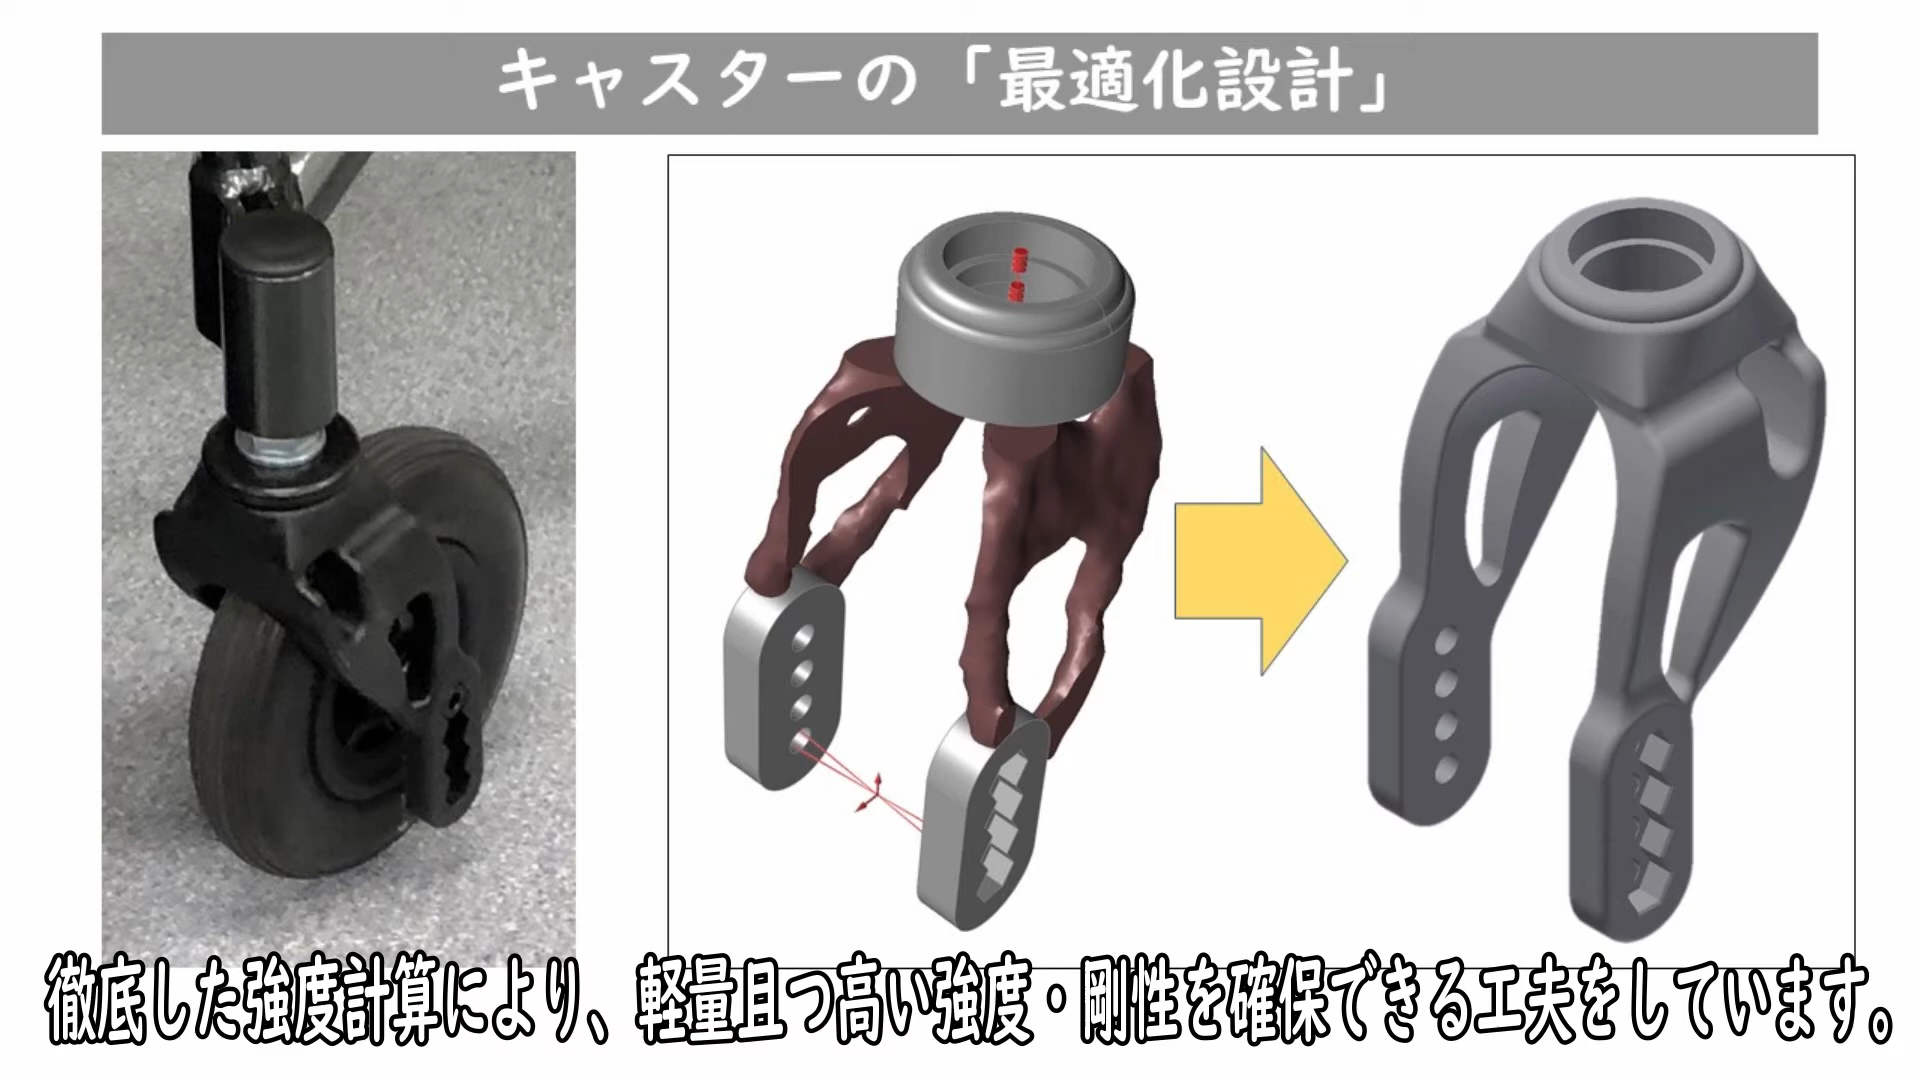 キャスターの「最適化設計」
徹底した強度計算により、軽量且つ高い強度・剛性を確保できる工夫をしています。